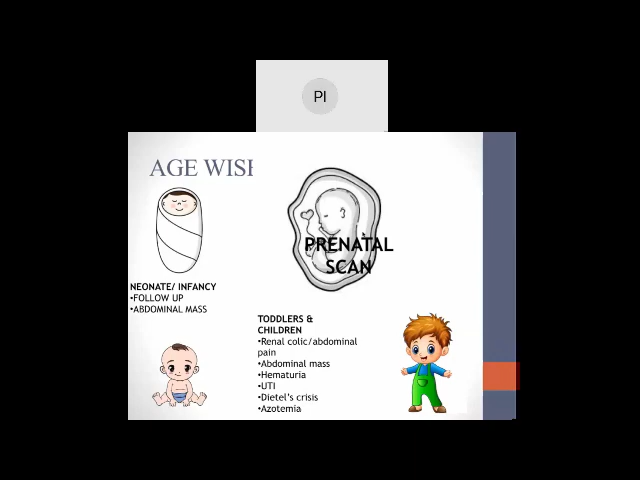 PI
AGE WISE
PRENATAL
SCAN
NEONATE/ INFANCY
•FOLLOW UP
•ABDOMINAL MASS
TODDLERS &
CHILDREN
•Renal colic/abdominal
pain
•Abdominal mass
•Hematuria
•UTI
•Dietel's crisis
•Azotemia